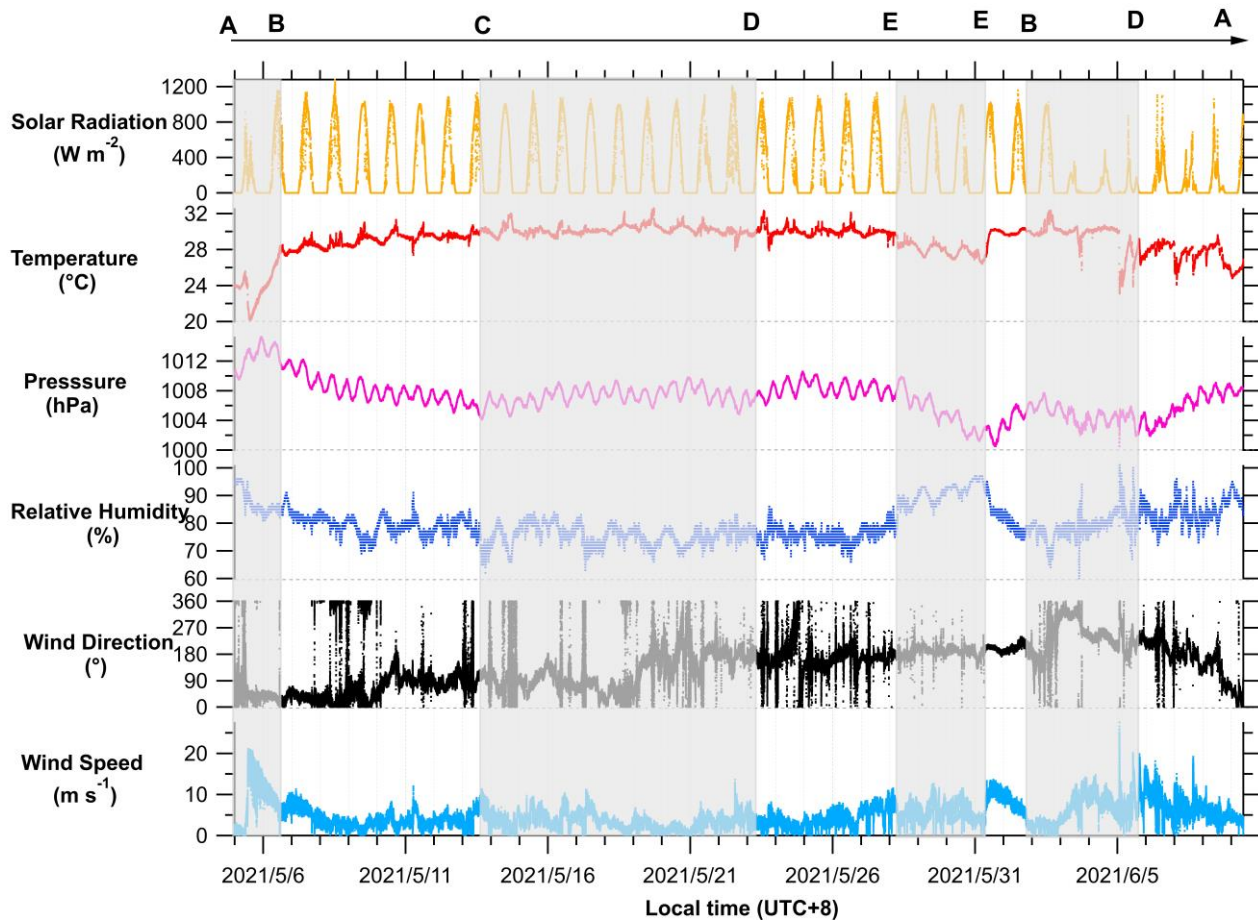 A B C D E E B D A
Solar Radiation
(W m-2)
1200
800
400
0
Temperature
(°C)
32
28
24
20
Presssure
(hPa)
1012
1008
1004
1000
Relative Humidity
(%)
100
90
80
70
60
Wind Direction
(°)
360
270
180
90
0
Wind Speed
(m s-1)
20
10
0
2021/5/6 2021/5/11 2021/5/16 2021/5/21 2021/5/26 2021/5/31 2021/6/5
Local time (UTC+8)